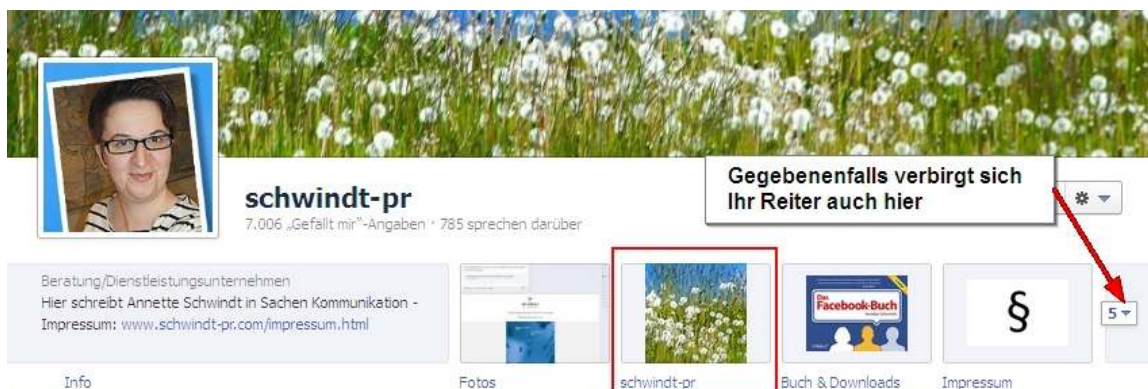 Gegebenenfalls verbirgt sich
Ihr Reiter auch hier
schwindt-pr
7.006 „Gefällt mir“-Angaben · 785 sprechen darüber
Beratung/Dienstleistungsunternehmen
Hier schreibt Annette Schwindt in Sachen Kommunikation -
Impressum: www.schwindt-pr.com/impressum.html
Das
Facebook-Buch
§
5
Info
Fotos
schwindt-pr
Buch & Downloads
Impressum